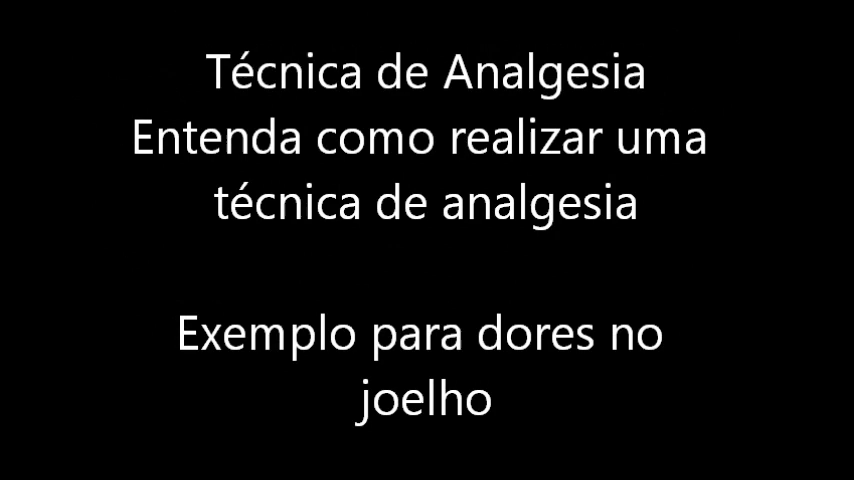 Técnica de Analgesia
Entenda como realizar uma
técnica de analgesia
Exemplo para dores no
joelho